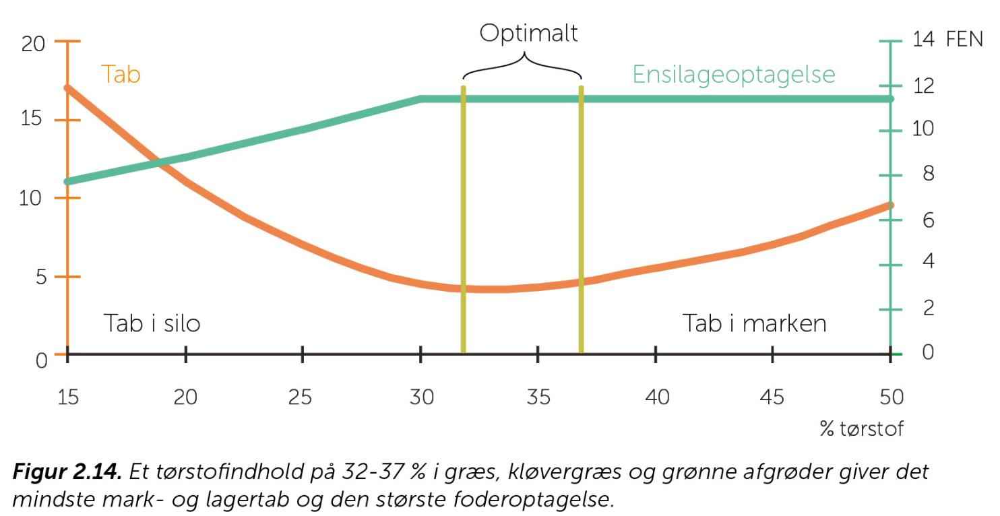 Optimalt
20
14 FEN
Tab
Ensilageoptagelse
12
15
10
8
10
6
5
4
Tab i silo
Tab i marken
2
0
0
15 20 25 30 35 40 45 50
% tørstof
Figur 2.14. Et tørstofindhold på 32-37 % i græs, kløvergræs og grønne afgrøder giver det
mindste mark- og lagertab og den største foderoptagelse.